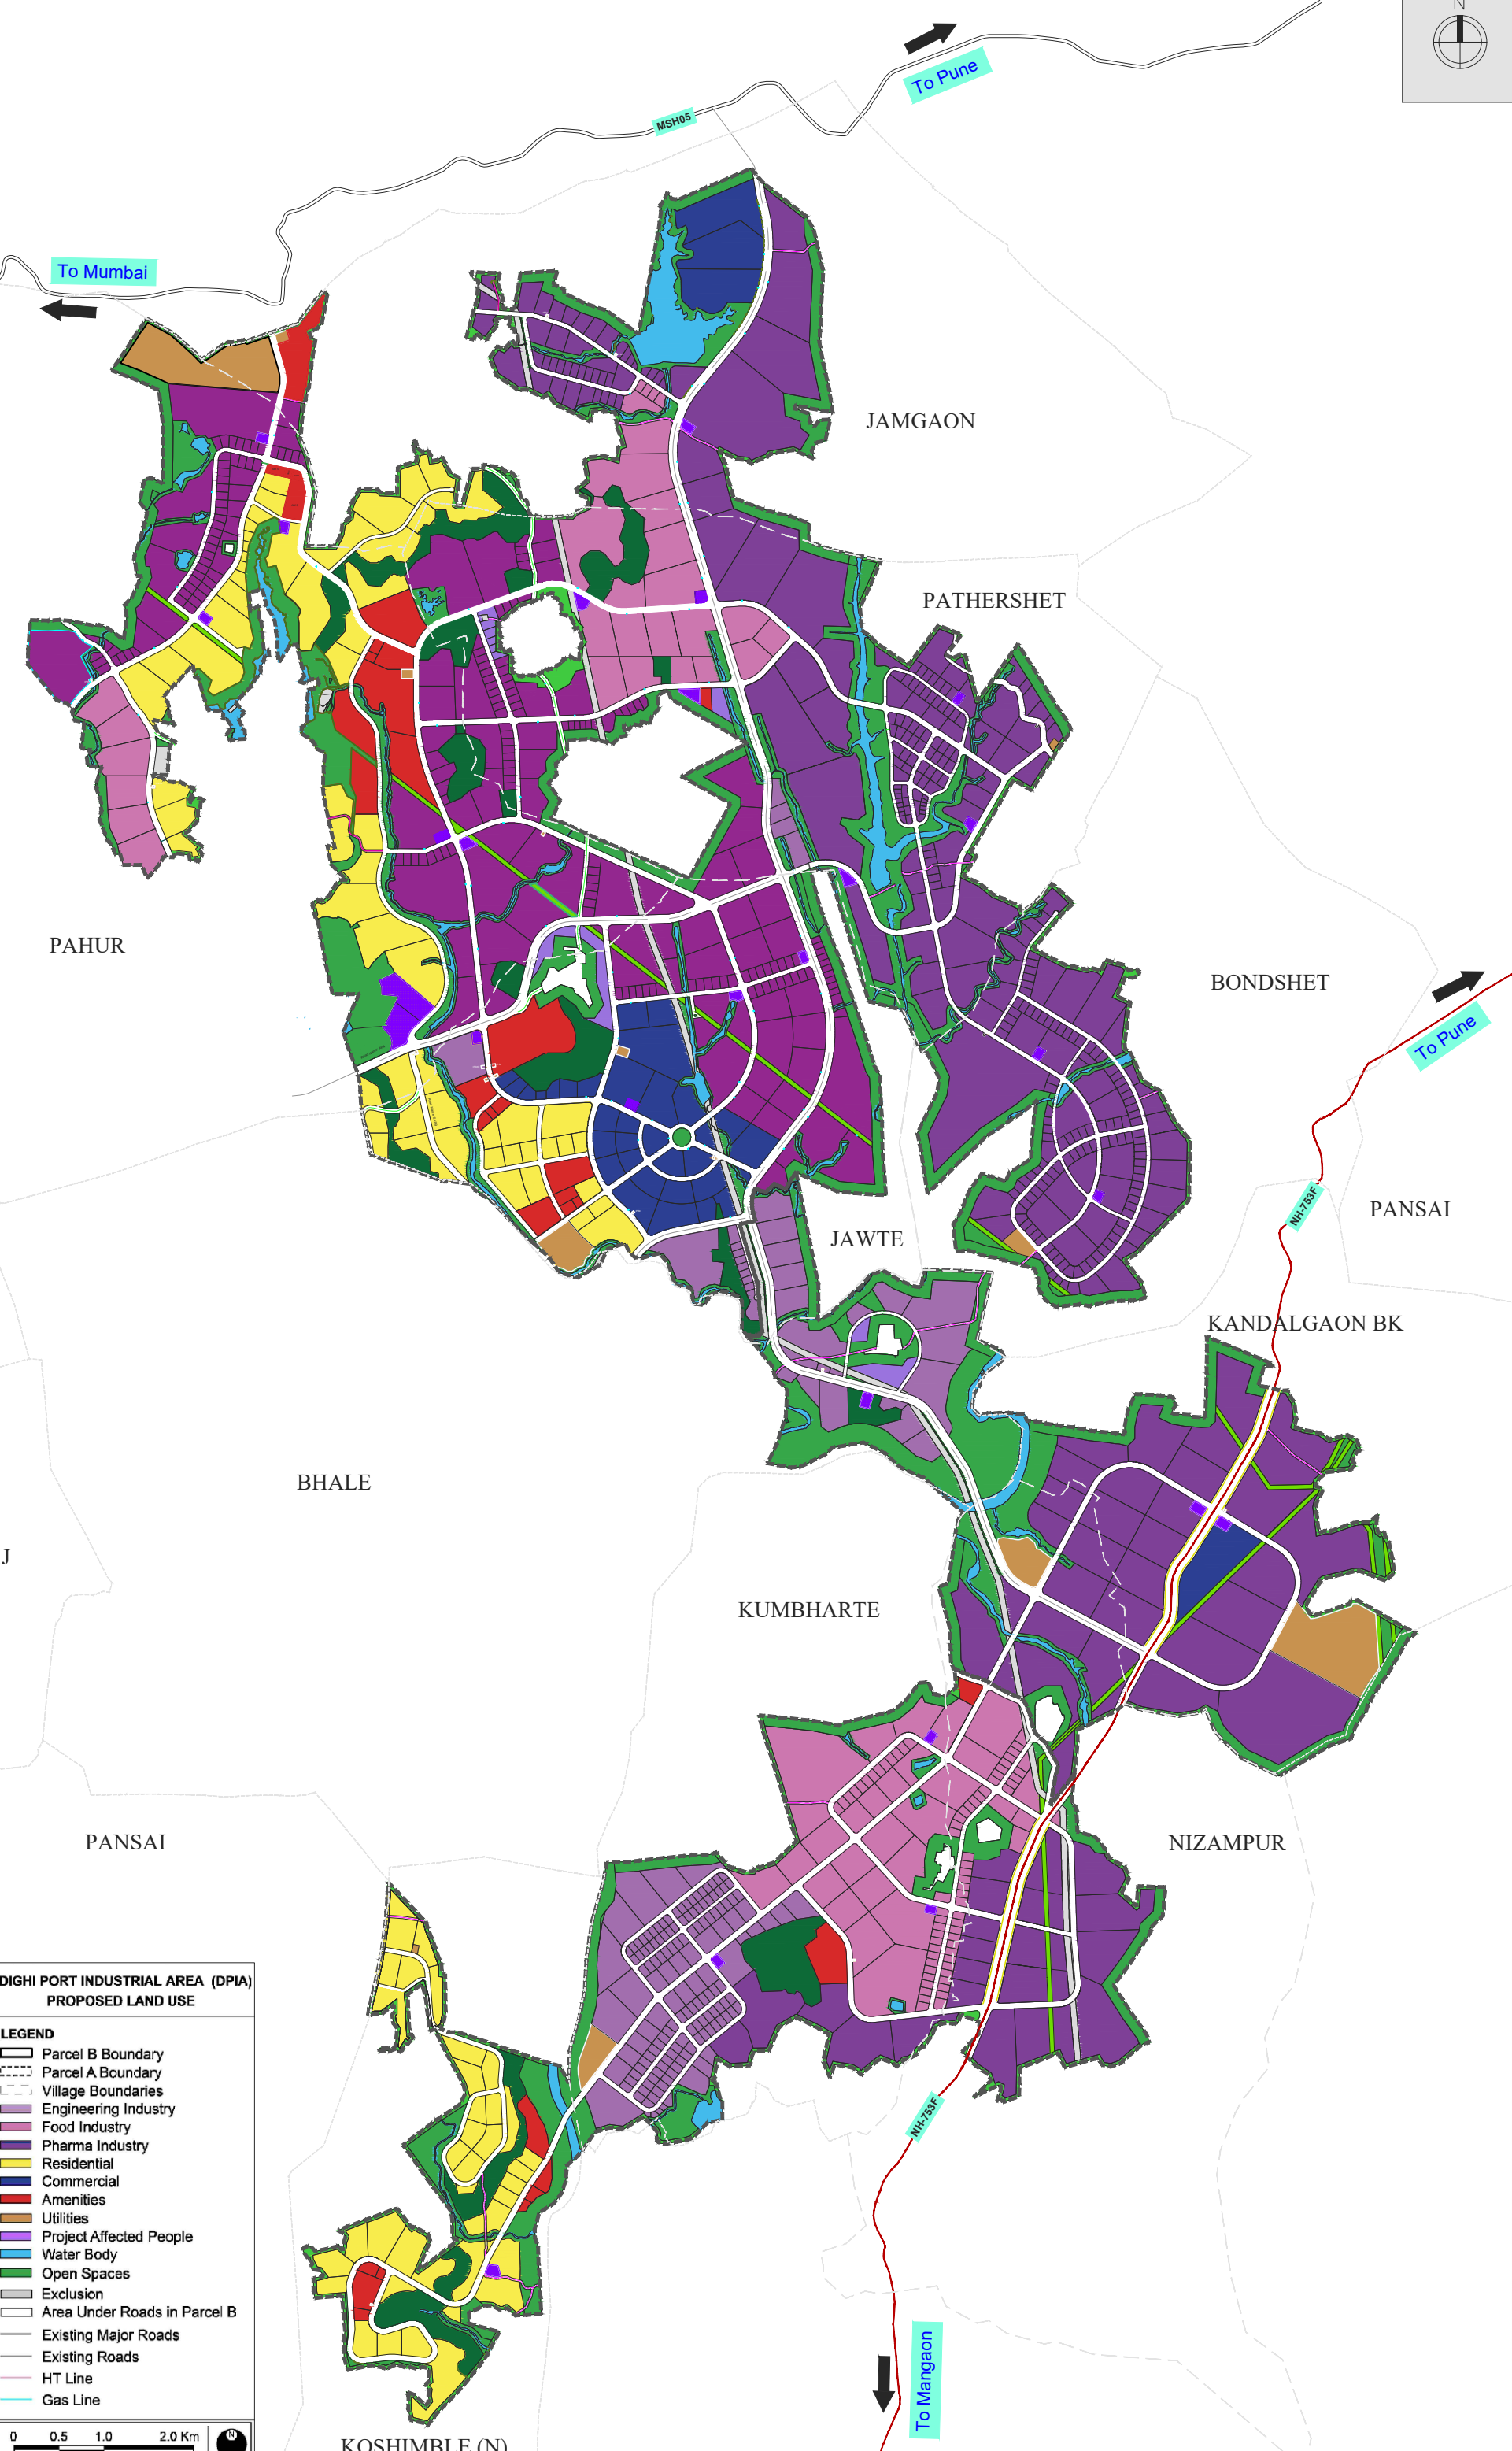 N
To Pune
MSH05
To Mumbai
JAMGAON
PATHERSHET
PAHUR
BONDSHET
To Pune
NH-753F
PANSAI
JAWTE
KANDALGAON BK
BHALE
J
KUMBHARTE
PANSAI
NIZAMPUR
NH-753F
To Mangaon
KOSHIMBLE (N)
DIGHI PORT INDUSTRIAL AREA (DPIA)
PROPOSED LAND USE
LEGEND
Parcel B Boundary
Parcel A Boundary
Village Boundaries
Engineering Industry
Food Industry
Pharma Industry
Residential
Commercial
Amenities
Utilities
Project Affected People
Water Body
Open Spaces
Exclusion
Area Under Roads in Parcel B
Existing Major Roads
Existing Roads
HT Line
Gas Line
0 0.5 1.0 2.0 Km
N